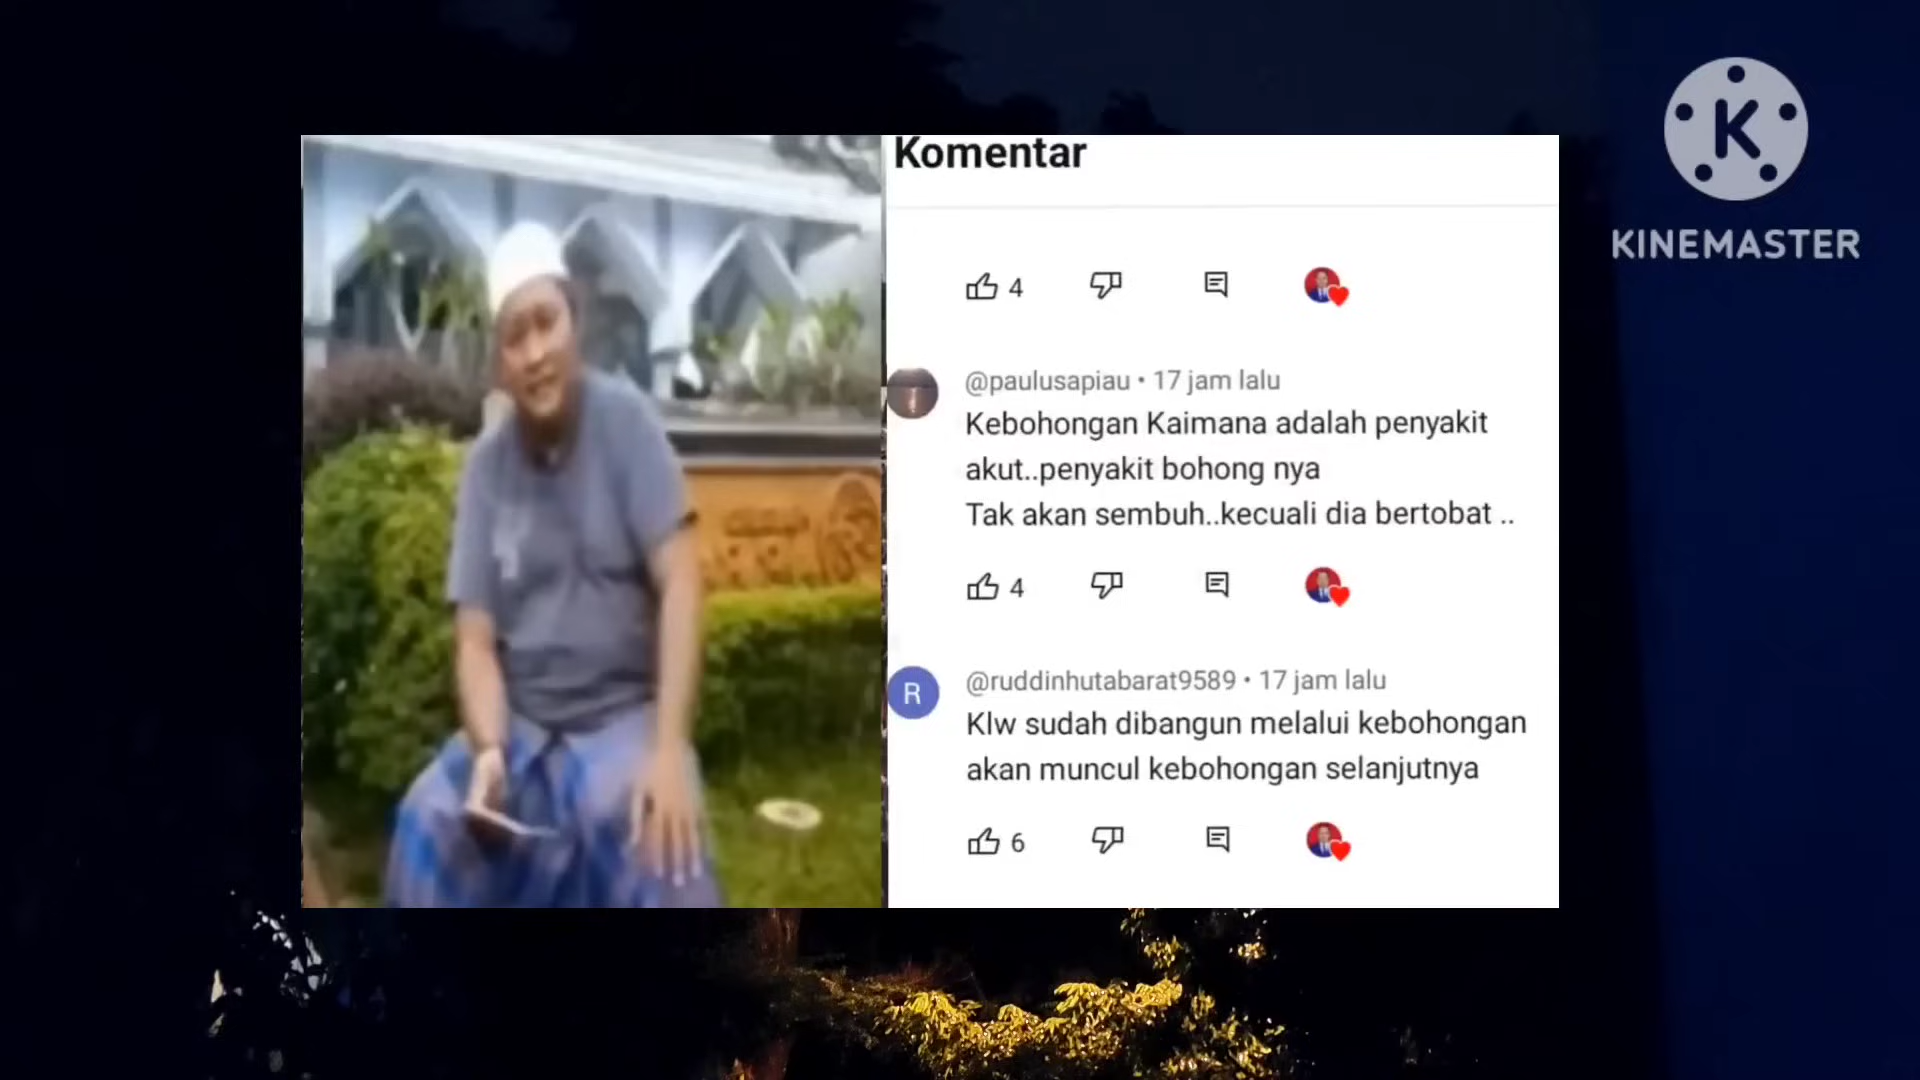 K
KINEMASTER
Komentar
4
@paulusapiau • 17 jam lalu
Kebohongan Kaimana adalah penyakit
akut..penyakit bohong nya
Tak akan sembuh..kecuali dia bertobat ..
4
R
@ruddinhutabarat9589 • 17 jam lalu
Klw sudah dibangun melalui kebohongan
akan muncul kebohongan selanjutnya
6